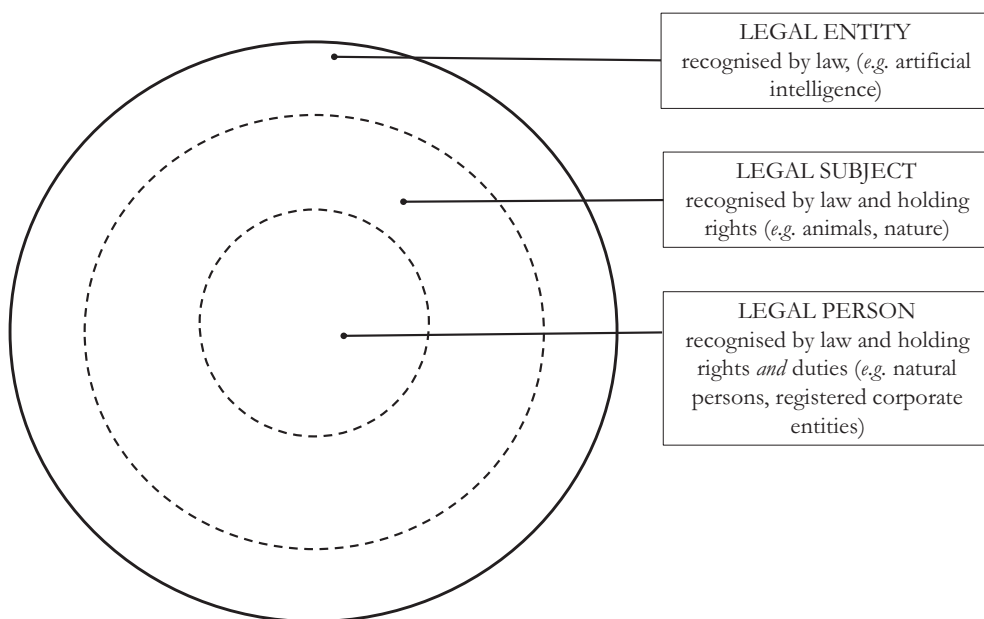 LEGAL ENTITY
recognised by law, (e.g. artificial
intelligence)
LEGAL SUBJECT
recognised by law and holding
rights (e.g. animals, nature)
LEGAL PERSON
recognised by law and holding
rights and duties (e.g. natural
persons, registered corporate
entities)